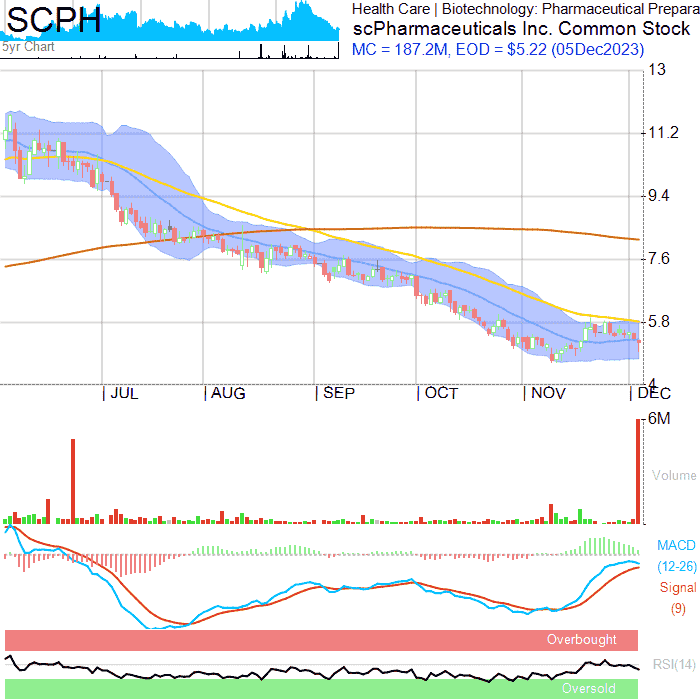 SCPH
5yr Chart
Health Care | Biotechnology: Pharmaceutical Prepara
scPharmaceuticals Inc. Common Stock
MC = 187.2M, EOD = $5.22 (05Dec2023)
13
11.2
9.4
7.6
5.8
4
JUL AUG SEP OCT NOV DEC
6M
Volume
MACD
(12-26)
Signal
(9)
Overbought
RSI(14)
Oversold